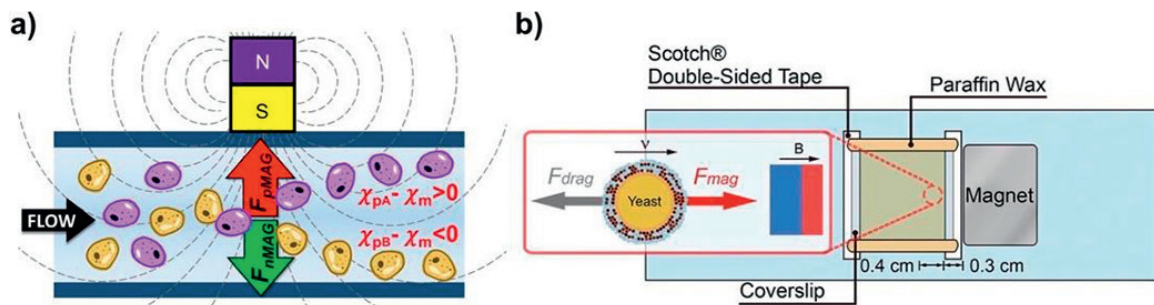 a)
N
S
FLOW
FpMAG
FnMAG
χpA- χm>0
χpB- χm<0
b)
Scotch®
Double-Sided Tape
Paraffin Wax
V
Fdrag
Yeast
Fmag
B
Magnet
0.4 cm
0.3 cm
Coverslip